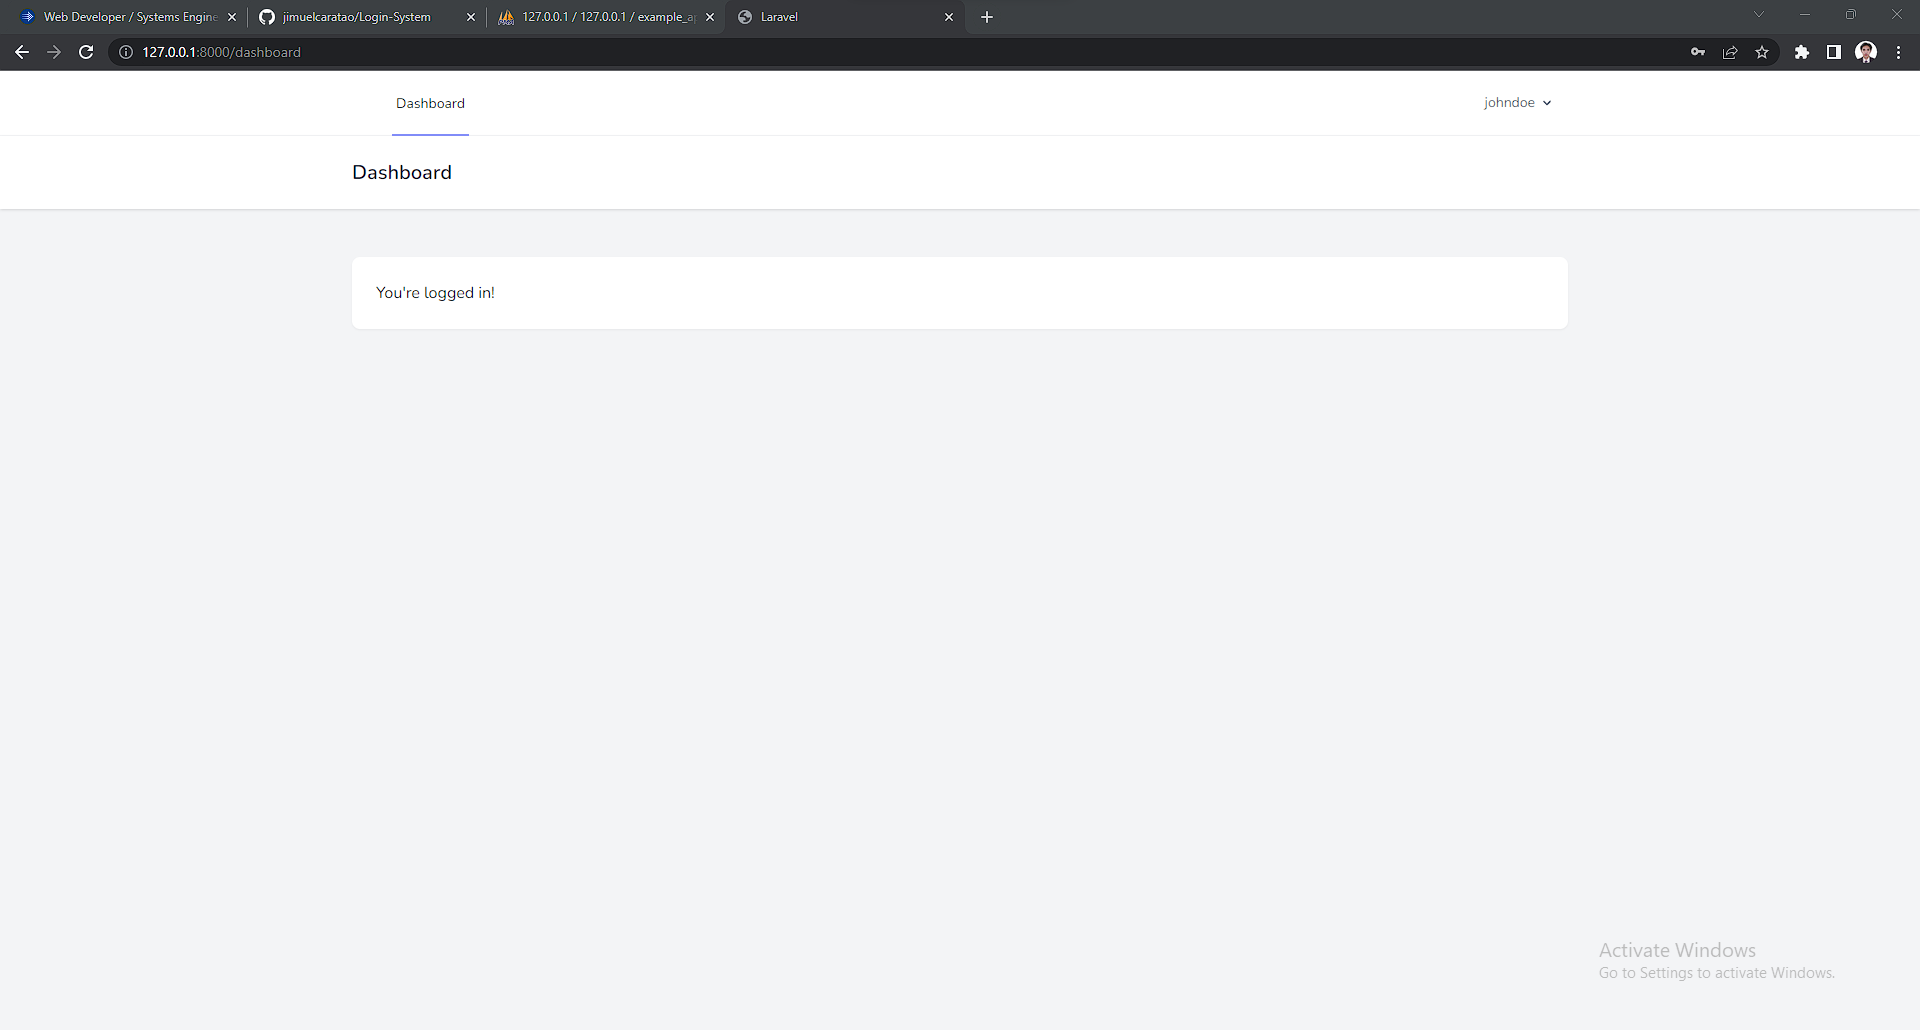 Web Developer / Systems Engine
jimuelcaratao/Login-System
127.0.0.1 / 127.0.0.1 / example_a
Laravel
127.0.0.1:8000/dashboard
Dashboard
johndoe
Dashboard
You're logged in!
Activate Windows
Go to Settings to activate Windows.